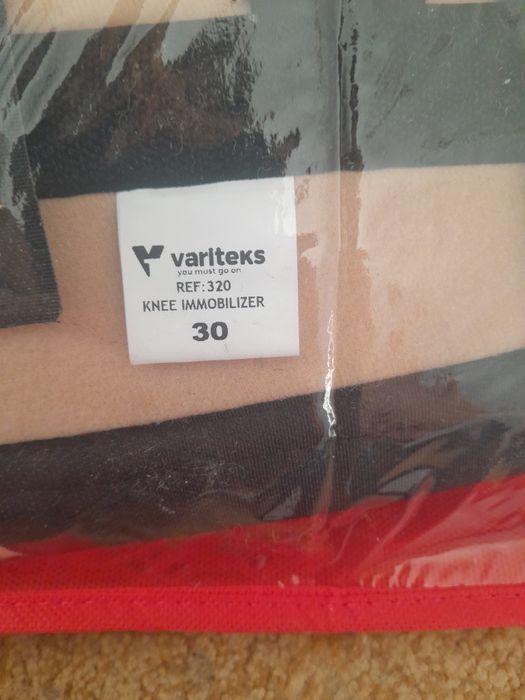 variteks
you must go on
REF:320
KNEE IMMOBILIZER
30